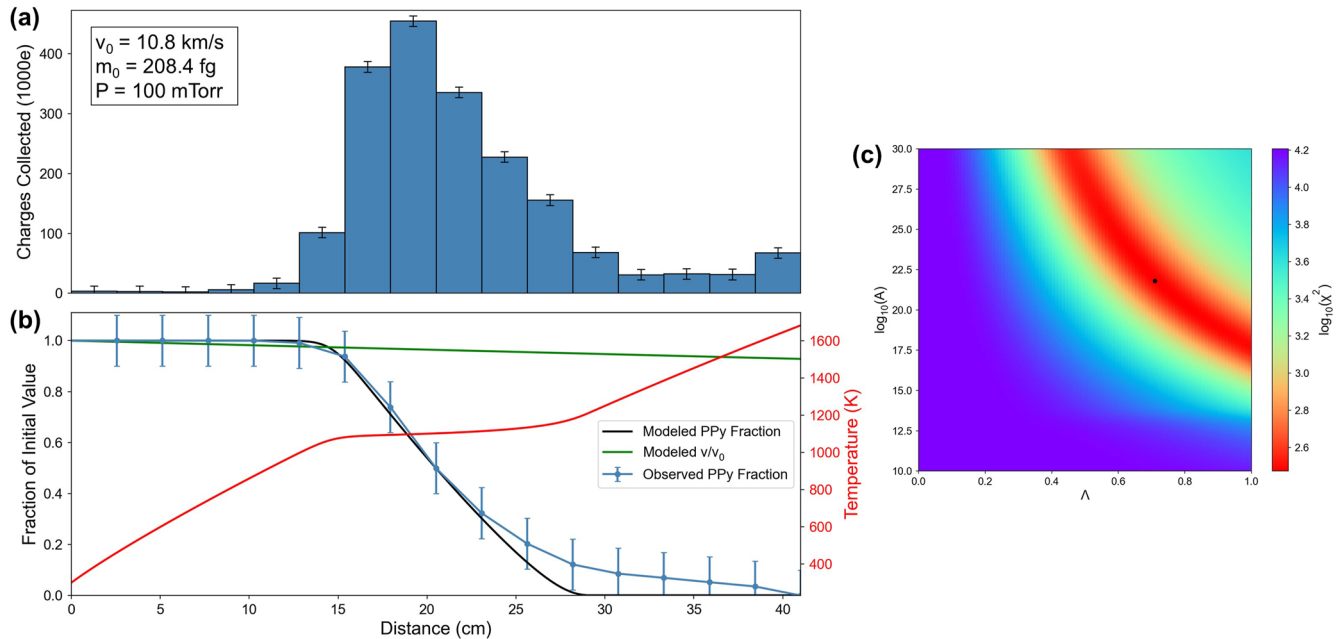 (a)
v₀ = 10.8 km/s
m₀ = 208.4 fg
P = 100 mTorr
Charges Collected (1000e)
400
300
200
100
0
(b)
Fraction of Initial Value
1.0
0.8
0.6
0.4
0.2
0.0
Modeled PPy Fraction
Modeled v/v₀
Observed PPy Fraction
1600
1400
1200
1000
800
600
400
Temperature (K)
0 5 10 15 20 25 30 35 40
Distance (cm)
(c)
log₁₀(A)
30.0
27.5
25.0
22.5
20.0
17.5
15.0
12.5
10.0
0.0 0.2 0.4 0.6 0.8 1.0
Λ
4.2
4.0
3.8
3.6
3.4
3.2
3.0
2.8
2.6
log₁₀(χ²)